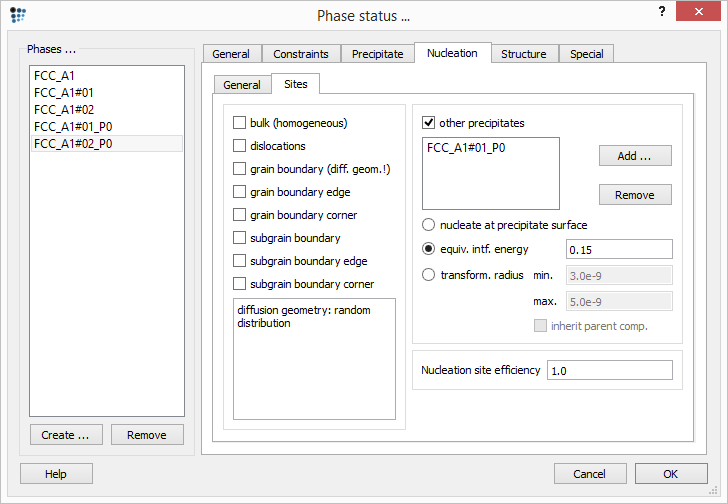 Phase status ...
?
Phases ...
FCC_A1
FCC_A1#01
FCC_A1#02
FCC_A1#01_P0
FCC_A1#02_P0
Create ...
Remove
General
Constraints
Precipitate
Nucleation
Structure
Special
General
Sites
bulk (homogeneous)
dislocations
grain boundary (diff. geom.!)
grain boundary edge
grain boundary corner
subgrain boundary
subgrain boundary edge
subgrain boundary corner
diffusion geometry: random
distribution
other precipitates
FCC_A1#01_P0
Add ...
Remove
nucleate at precipitate surface
equiv. intf. energy
0.15
transform. radius
min.
3.0e-9
max.
5.0e-9
inherit parent comp.
Nucleation site efficiency
1.0
Help
Cancel
OK